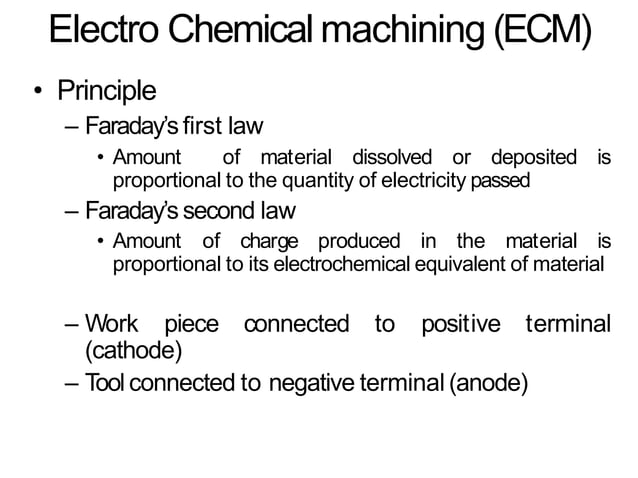 Electro Chemical machining (ECM)
• Principle
– Faraday's first law
• Amount of material dissolved or deposited is
proportional to the quantity of electricity passed
– Faraday's second law
• Amount of charge produced in the material is
proportional to its electrochemical equivalent of material
– Work piece connected to positive terminal
(cathode)
– Tool connected to negative terminal (anode)